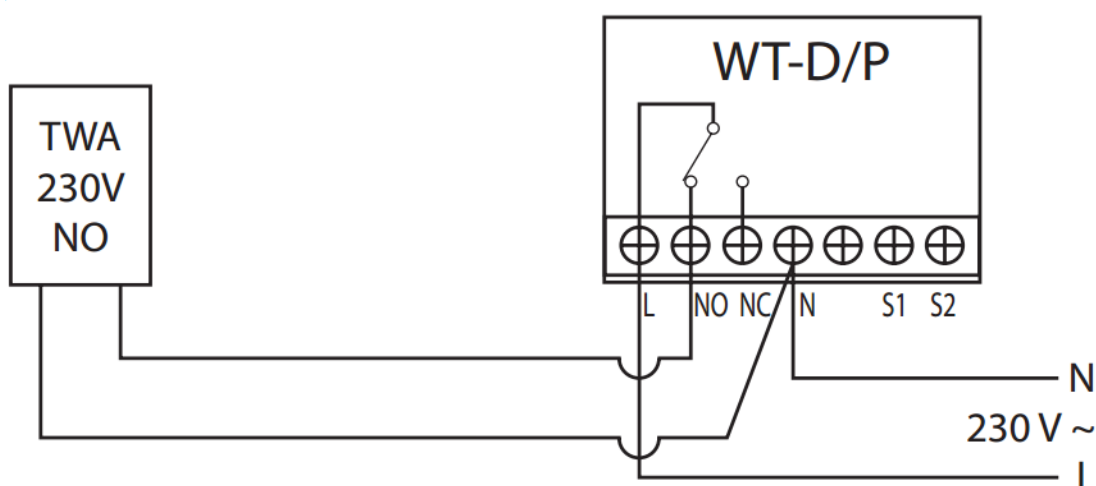 WT-D/P
TWA
230V
NO
L NO NC N S1 S2
N
230 V ~
L